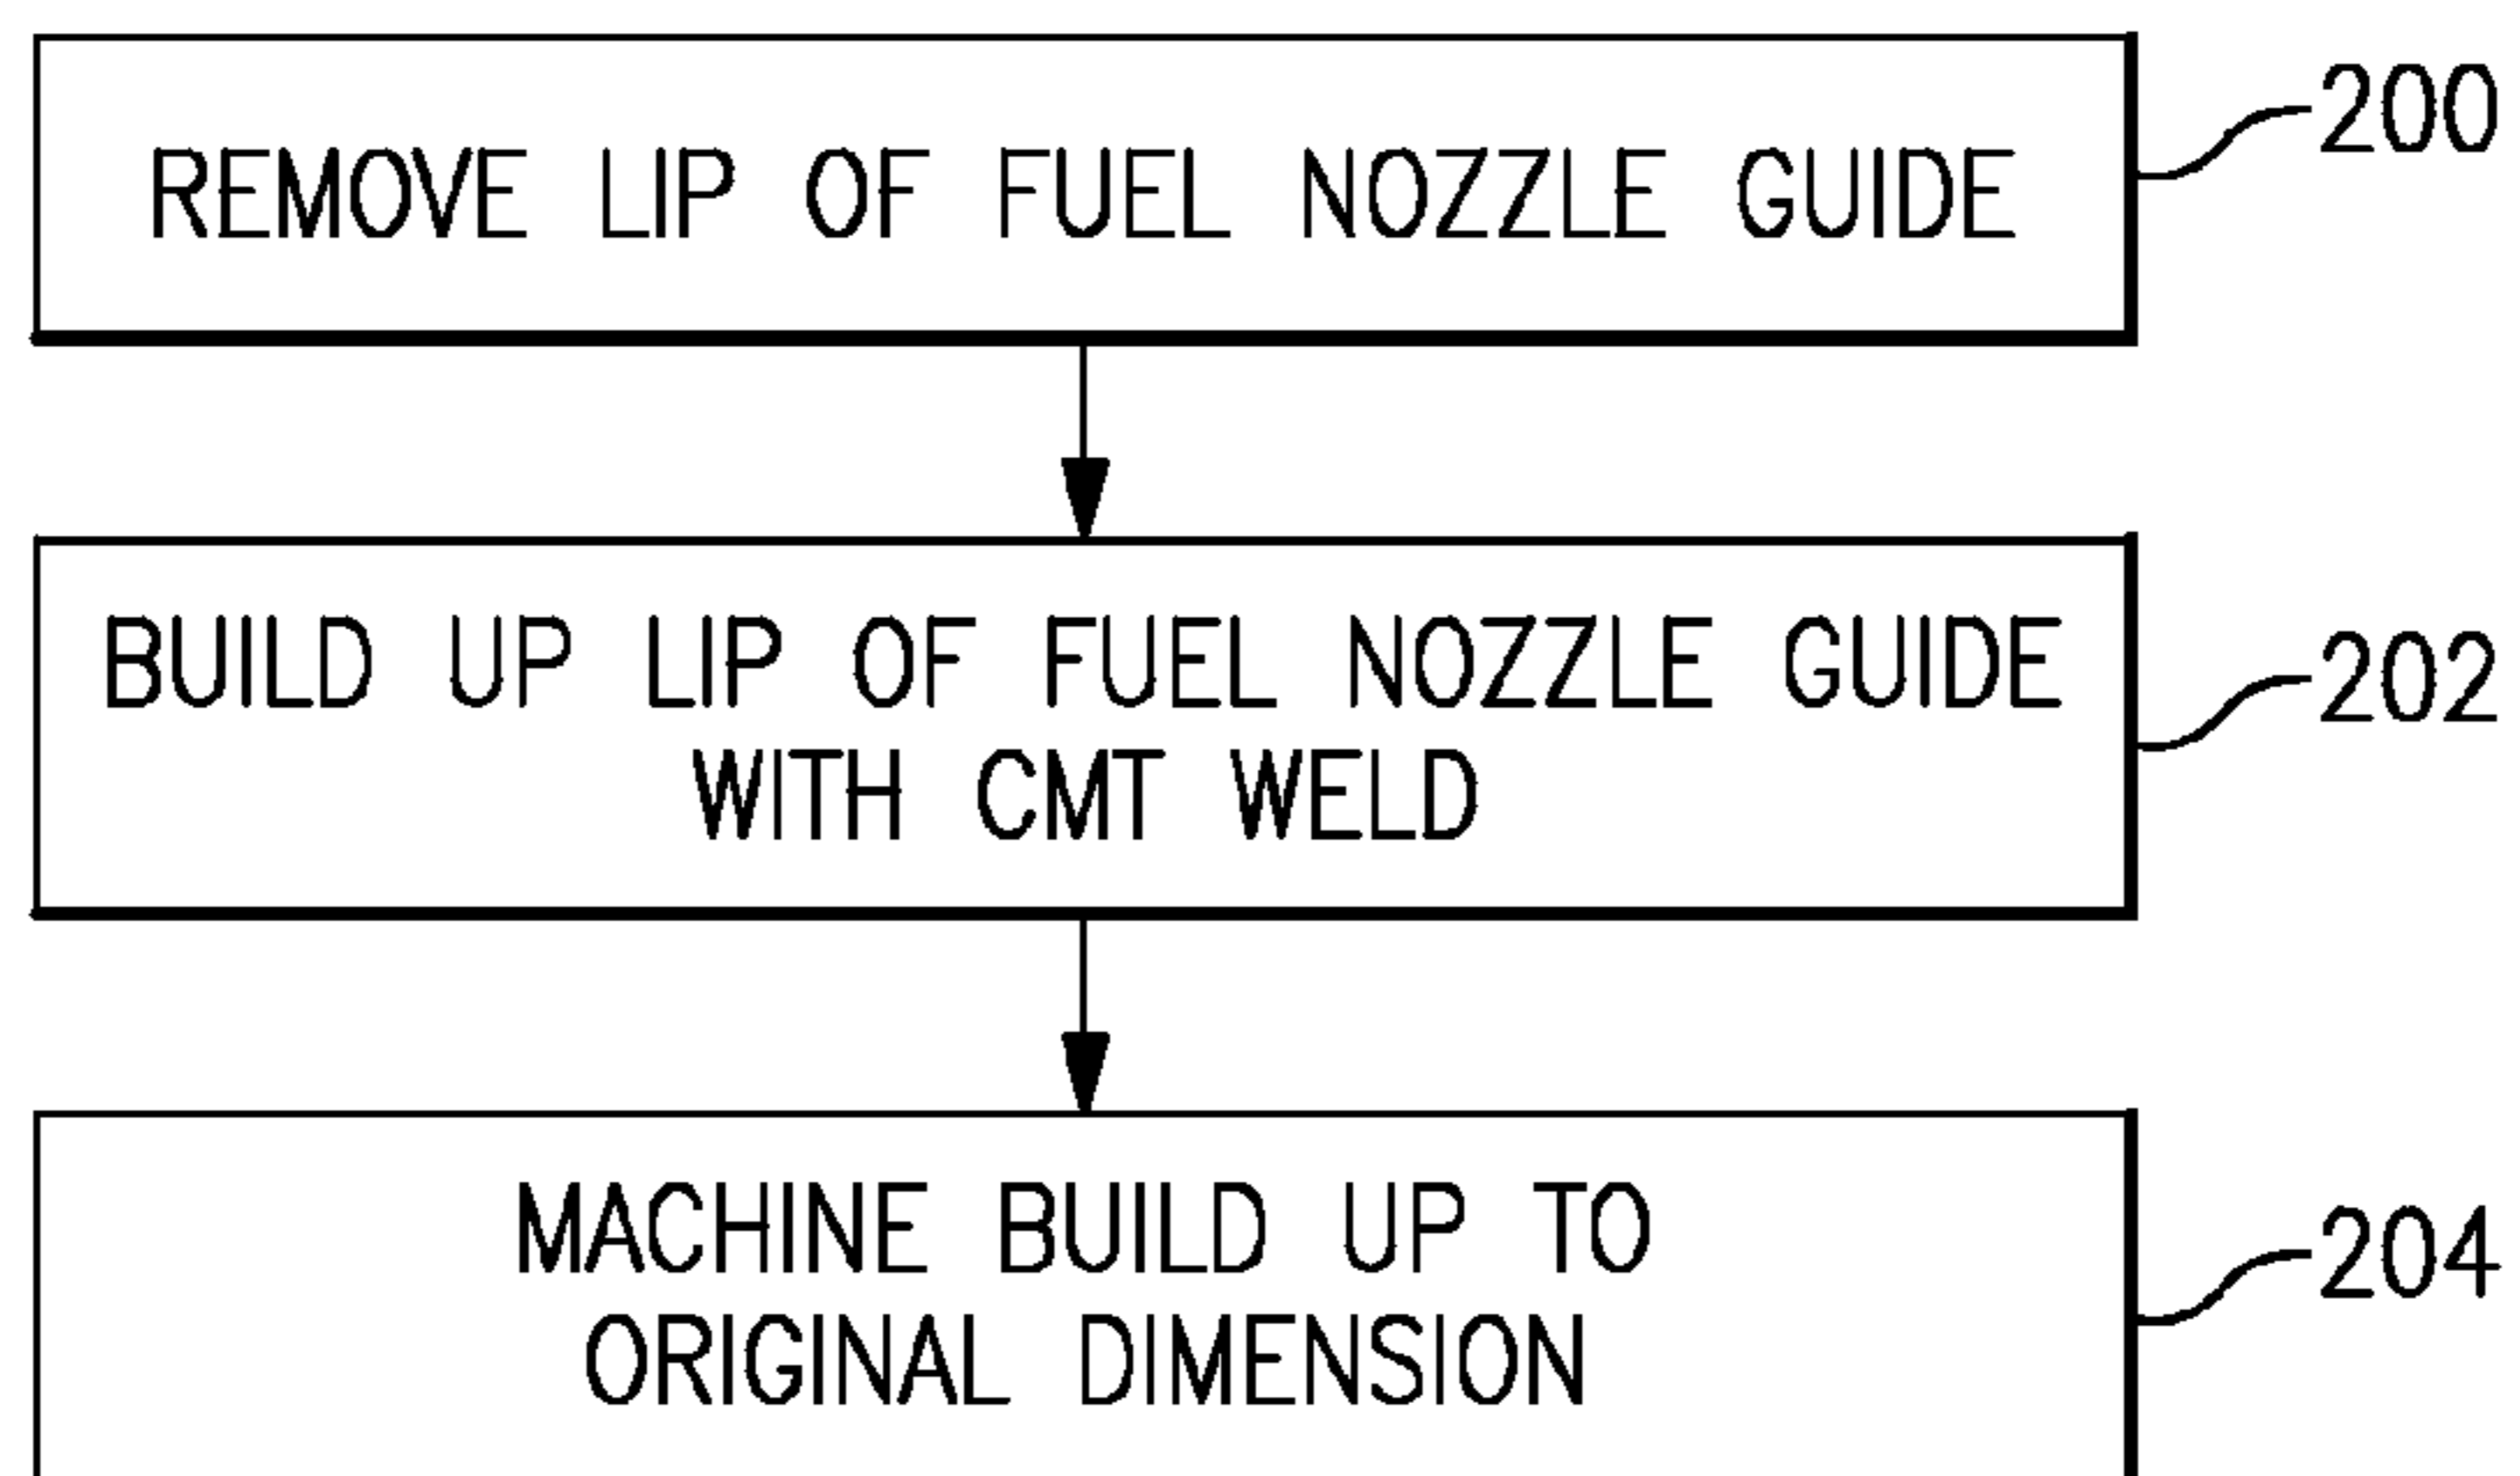 REMOVE LIP OF FUEL NOZZLE GUIDE
200
BUILD UP LIP OF FUEL NOZZLE GUIDE
WITH CMT WELD
202
MACHINE BUILD UP TO
ORIGINAL DIMENSION
204